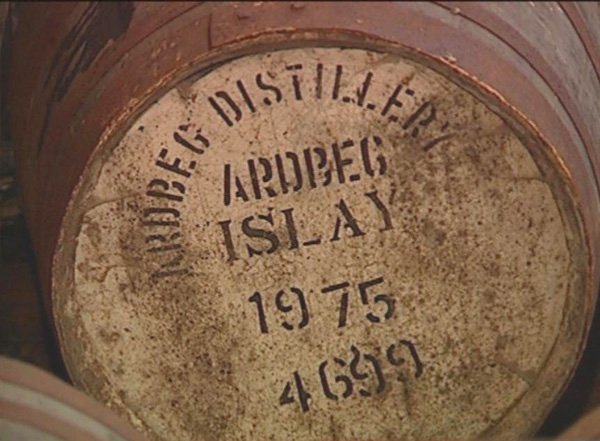 ARDBEG DISTILLERY
ARDBEG
ISLAY
1975
4699